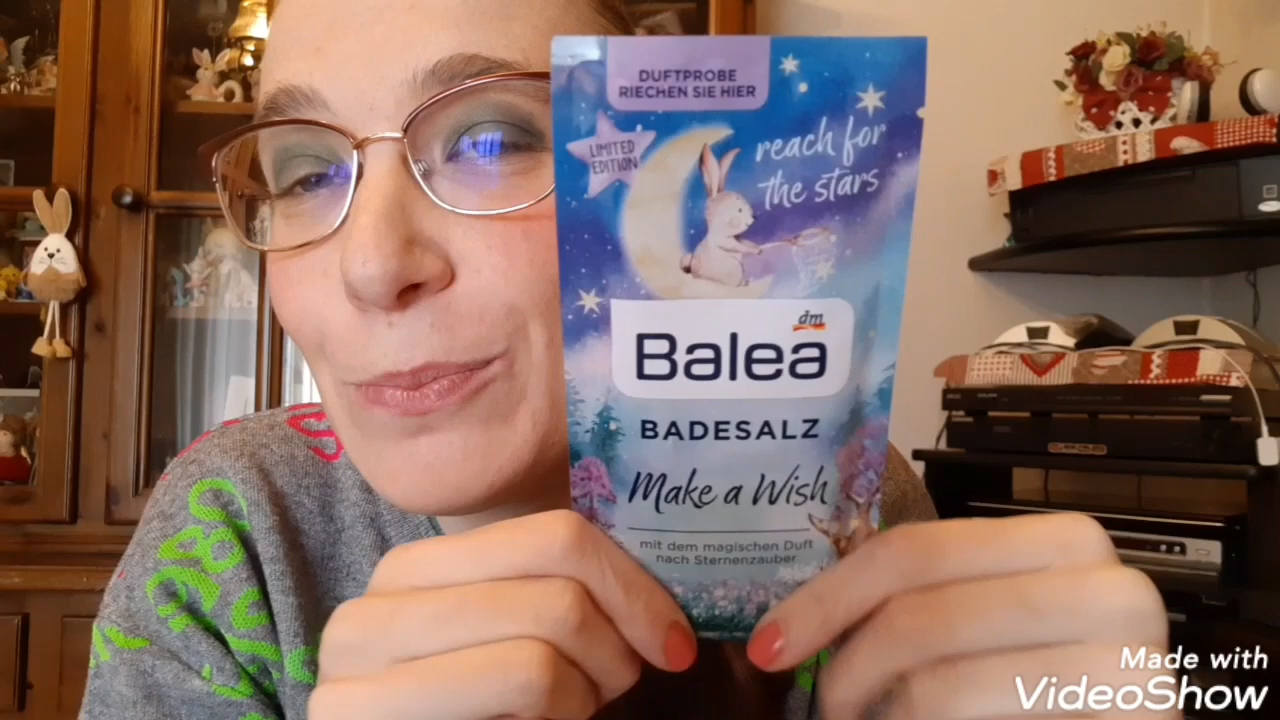 DUFTPROBE
RIECHEN SIE HIER
LIMITED
EDITION
reach for
the stars
dm
Balea
BADESALZ
Make a Wish
mit dem magischen Duft
nach Sternenzauber
Made with
VideoShow